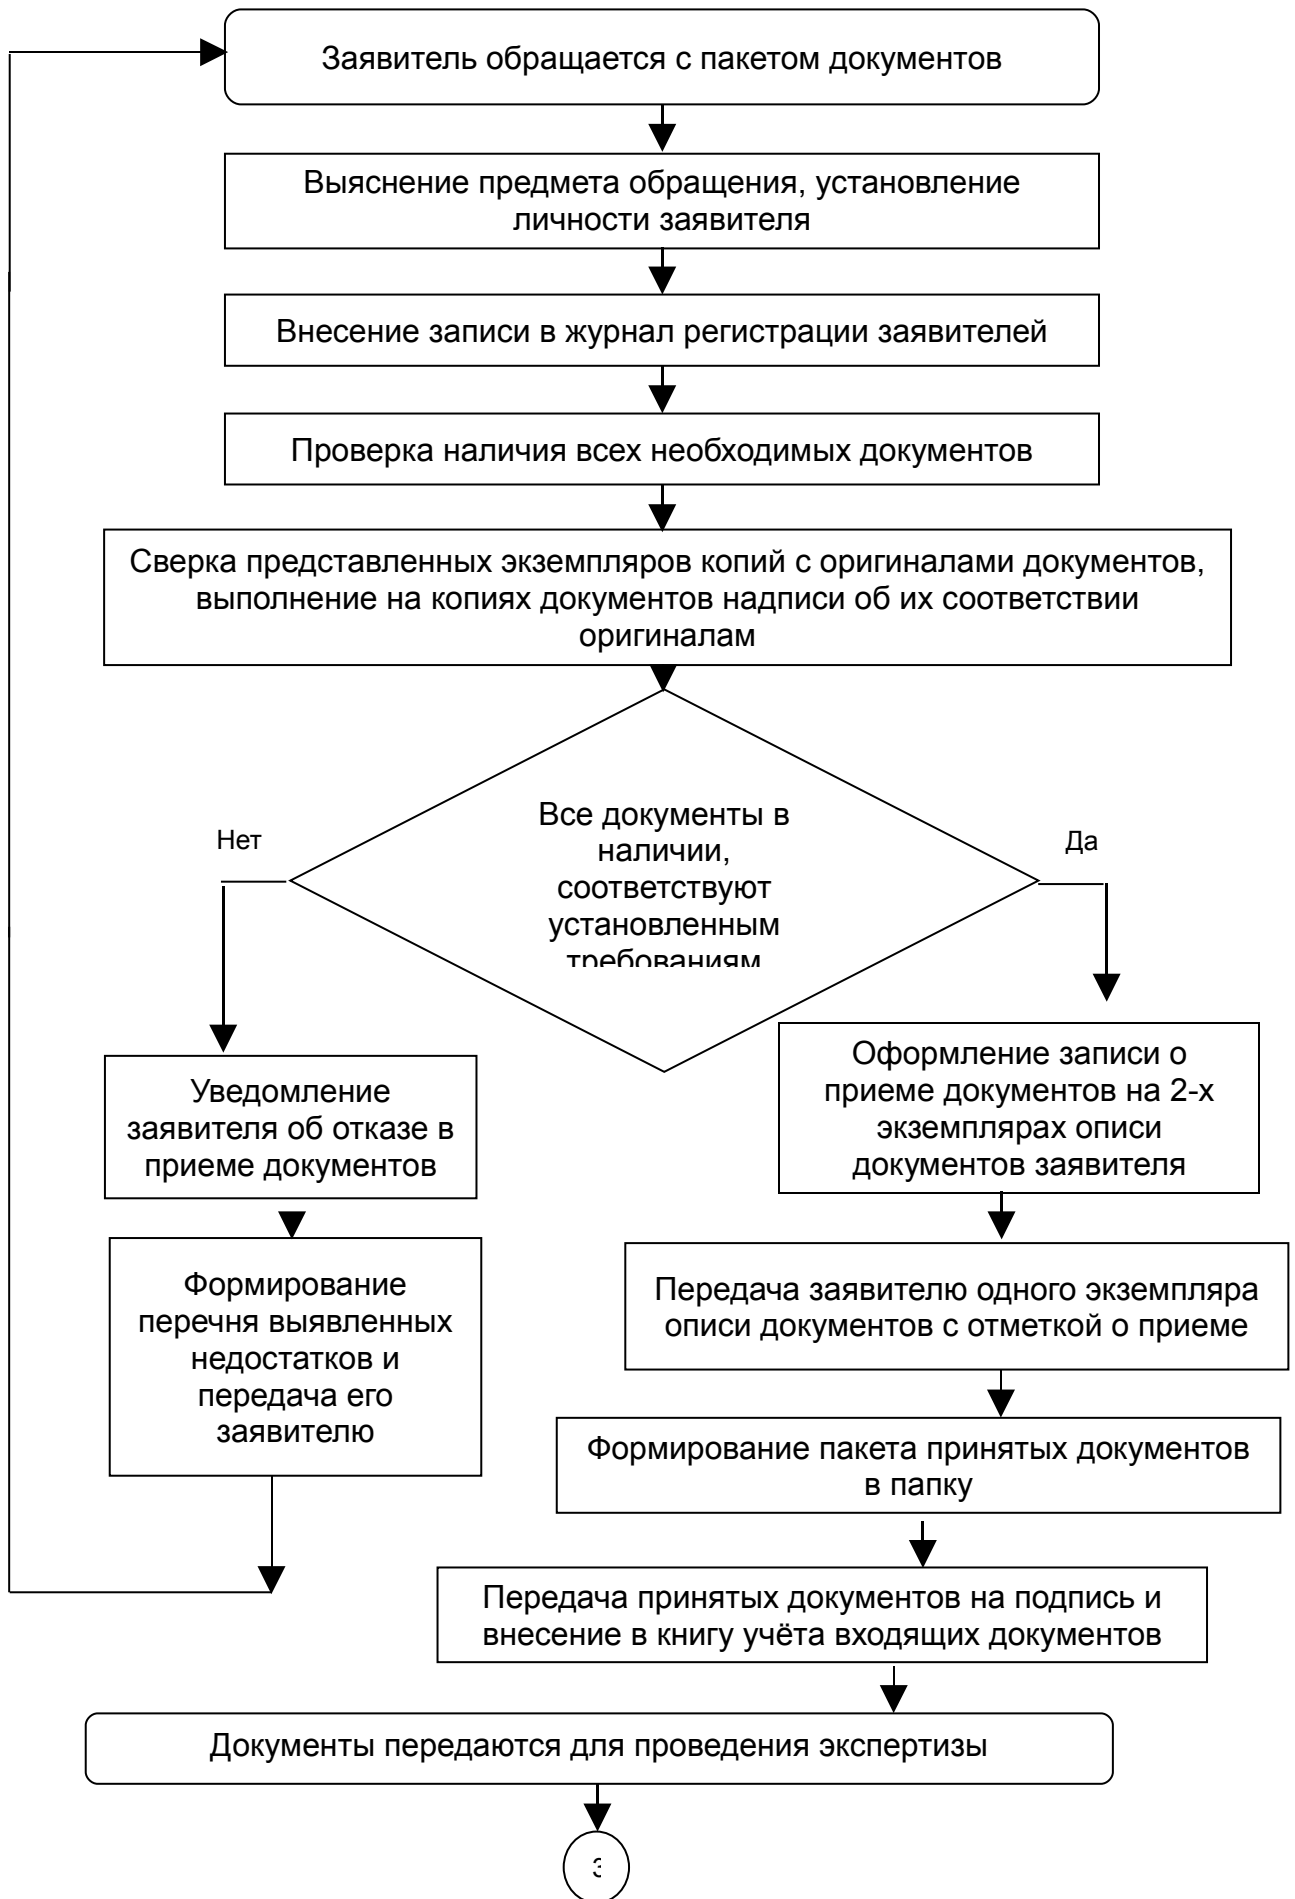 Заявитель обращается с пакетом документов
Выяснение предмета обращения, установление
личности заявителя
Внесение записи в журнал регистрации заявителей
Проверка наличия всех необходимых документов
Сверка представленных экземпляров копий с оригиналами документов,
выполнение на копиях документов надписи об их соответствии
оригиналам
Все документы в
наличии,
соответствуют
установленным
требованиям
Нет
Да
Уведомление
заявителя об отказе в
приеме документов
Формирование
перечня выявленных
недостатков и
передача его
заявителю
Оформление записи о
приеме документов на 2-х
экземплярах описи
документов заявителя
Передача заявителю одного экземпляра
описи документов с отметкой о приеме
Формирование пакета принятых документов
в папку
Передача принятых документов на подпись и
внесение в книгу учёта входящих документов
Документы передаются для проведения экспертизы